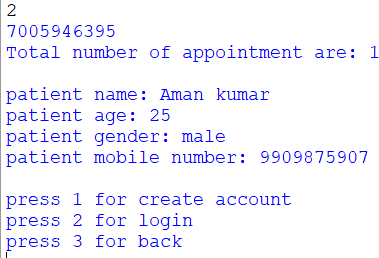 2
7005946395
Total number of appointment are: 1
patient name: Aman kumar
patient age: 25
patient gender: male
patient mobile number: 9909875907
press 1 for create account
press 2 for login
press 3 for back